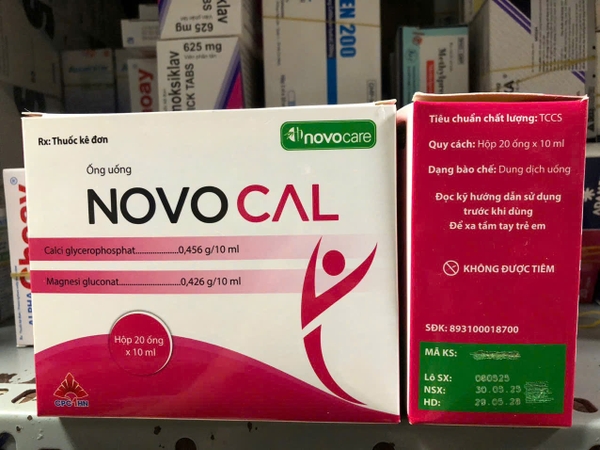 625 mg
625 mg
EN 200
Rx: Thuốc kê đơn
novocare
Ống uống
NOVOCAL
Calci glycerophosphat....................0,456 g/10 ml
Magnesi gluconat............................0,426 g/10 ml
Hộp 20 ống
x 10 ml
CPC1HN
Tiêu chuẩn chất lượng: TCCS
Quy cách: Hộp 20 ống x 10 ml
Dạng bào chế: Dung dịch uống
Đọc kỹ hướng dẫn sử dụng
trước khi dùng
Để xa tầm tay trẻ em
KHÔNG ĐƯỢC TIÊM
SĐK: 893100018700
MÃ KS:
Lô SX: 060525
NSX: 30.05.25
HD: 29.05.28